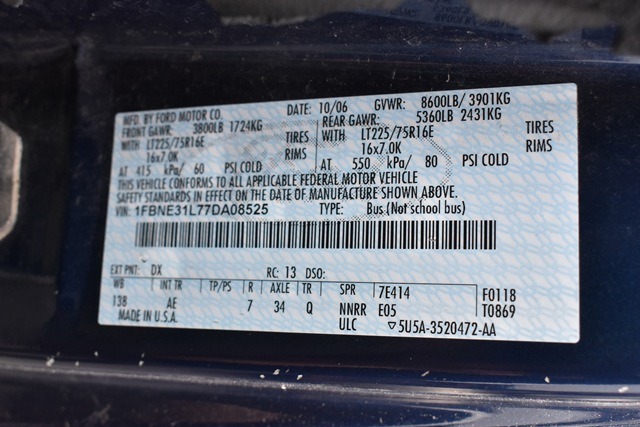 MFD. BY FORD MOTOR CO.
DATE: 10/06 GVWR: 8600LB/ 3901KG
FRONT GAWR: 3800LB 1724KG
REAR GAWR: 5360LB 2431KG
WITH LT225/75R16E TIRES
WITH LT225/75R16E TIRES
16x7.0K RIMS
16x7.0K RIMS
AT 415 kPa/ 60 PSI COLD
AT 550 kPa/ 80 PSI COLD
THIS VEHICLE CONFORMS TO ALL APPLICABLE FEDERAL MOTOR VEHICLE
SAFETY STANDARDS IN EFFECT ON THE DATE OF MANUFACTURE SHOWN ABOVE.
VIN: 1FBNE31L77DA08525 TYPE: Bus (Not school bus)
EXT PNT: DX RC: 13 DSO:
WB INT TR TP/PS R AXLE TR SPR 7E414 F0118
138 AE 7 34 Q NNRR E05 T0869
MADE IN U.S.A. ULC ▽5U5A-3520472-AA